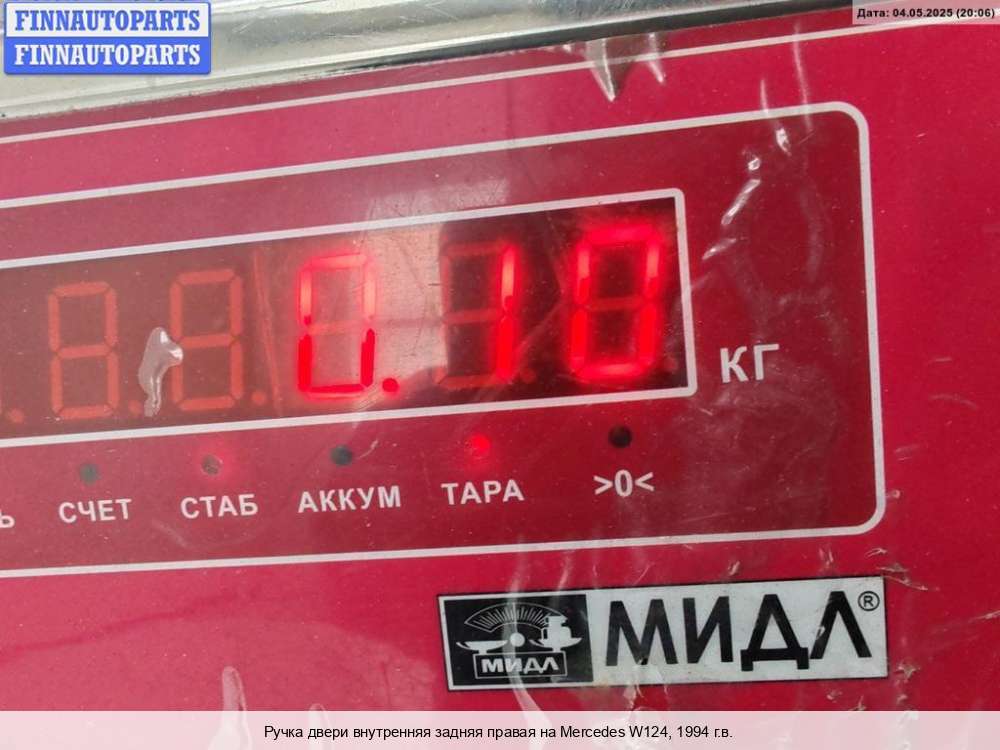 FINNAUTOPARTS
FINNAUTOPARTS
Дата: 04.05.2025 (20:06)
0.10
КГ
СЧЕТ СТАБ АККУМ ТАРА >0<
МИДЛ МИДЛ®
Ручка двери внутренняя задняя правая на Mercedes W124, 1994 г.в.